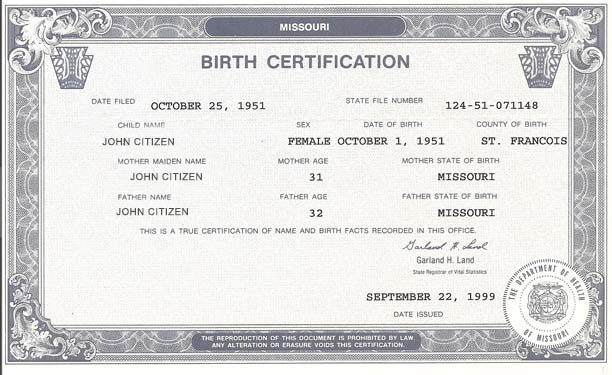 MISSOURI
BIRTH CERTIFICATION
DATE FILED OCTOBER 25, 1951 STATE FILE NUMBER 124-51-071148
CHILD NAME SEX DATE OF BIRTH COUNTY OF BIRTH
JOHN CITIZEN FEMALE OCTOBER 1, 1951 ST. FRANCOIS
MOTHER MAIDEN NAME MOTHER AGE MOTHER STATE OF BIRTH
JOHN CITIZEN 31 MISSOURI
FATHER NAME FATHER AGE FATHER STATE OF BIRTH
JOHN CITIZEN 32 MISSOURI
THIS IS A TRUE CERTIFICATION OF NAME AND BIRTH FACTS RECORDED IN THIS OFFICE.
Garland H. Land
Garland H. Land
State Registrar of Vital Statistics
SEPTEMBER 22, 1999
DATE ISSUED
THE DEPARTMENT OF HEALTH
OF MISSOURI
THE REPRODUCTION OF THIS DOCUMENT IS PROHIBITED BY LAW.
ANY ALTERATION OR ERASURE VOIDS THIS CERTIFICATION.